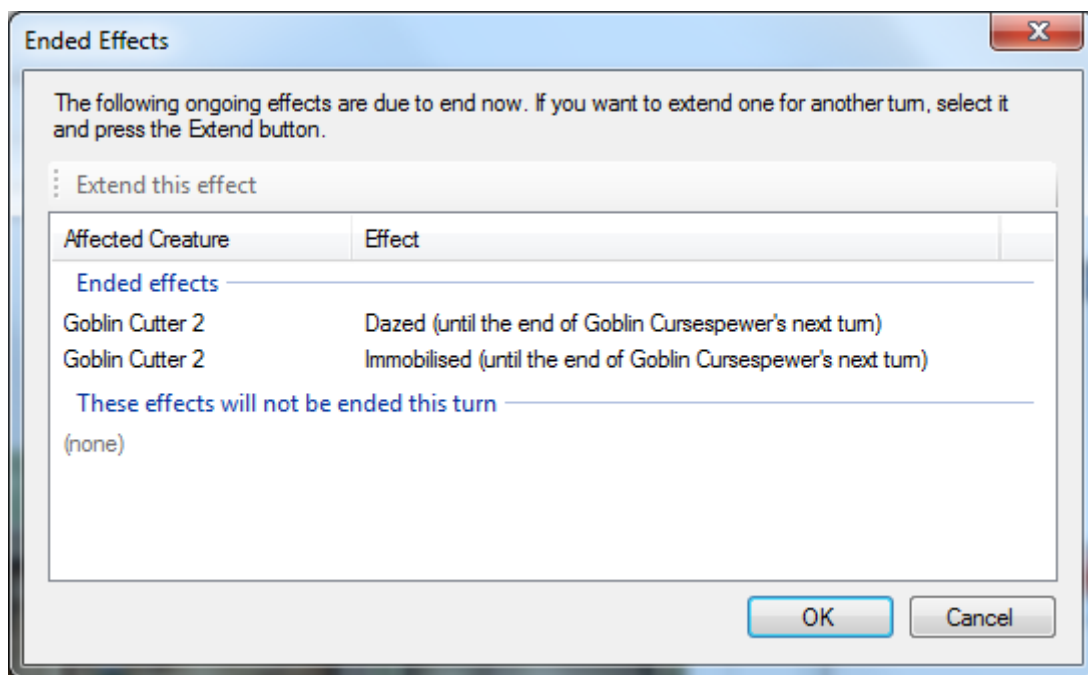 Ended Effects
The following ongoing effects are due to end now. If you want to extend one for another turn, select it
and press the Extend button.
Extend this effect
Affected Creature Effect
Ended effects
Goblin Cutter 2 Dazed (until the end of Goblin Cursespewer's next turn)
Goblin Cutter 2 Immobilised (until the end of Goblin Cursespewer's next turn)
These effects will not be ended this turn
(none)
OK Cancel